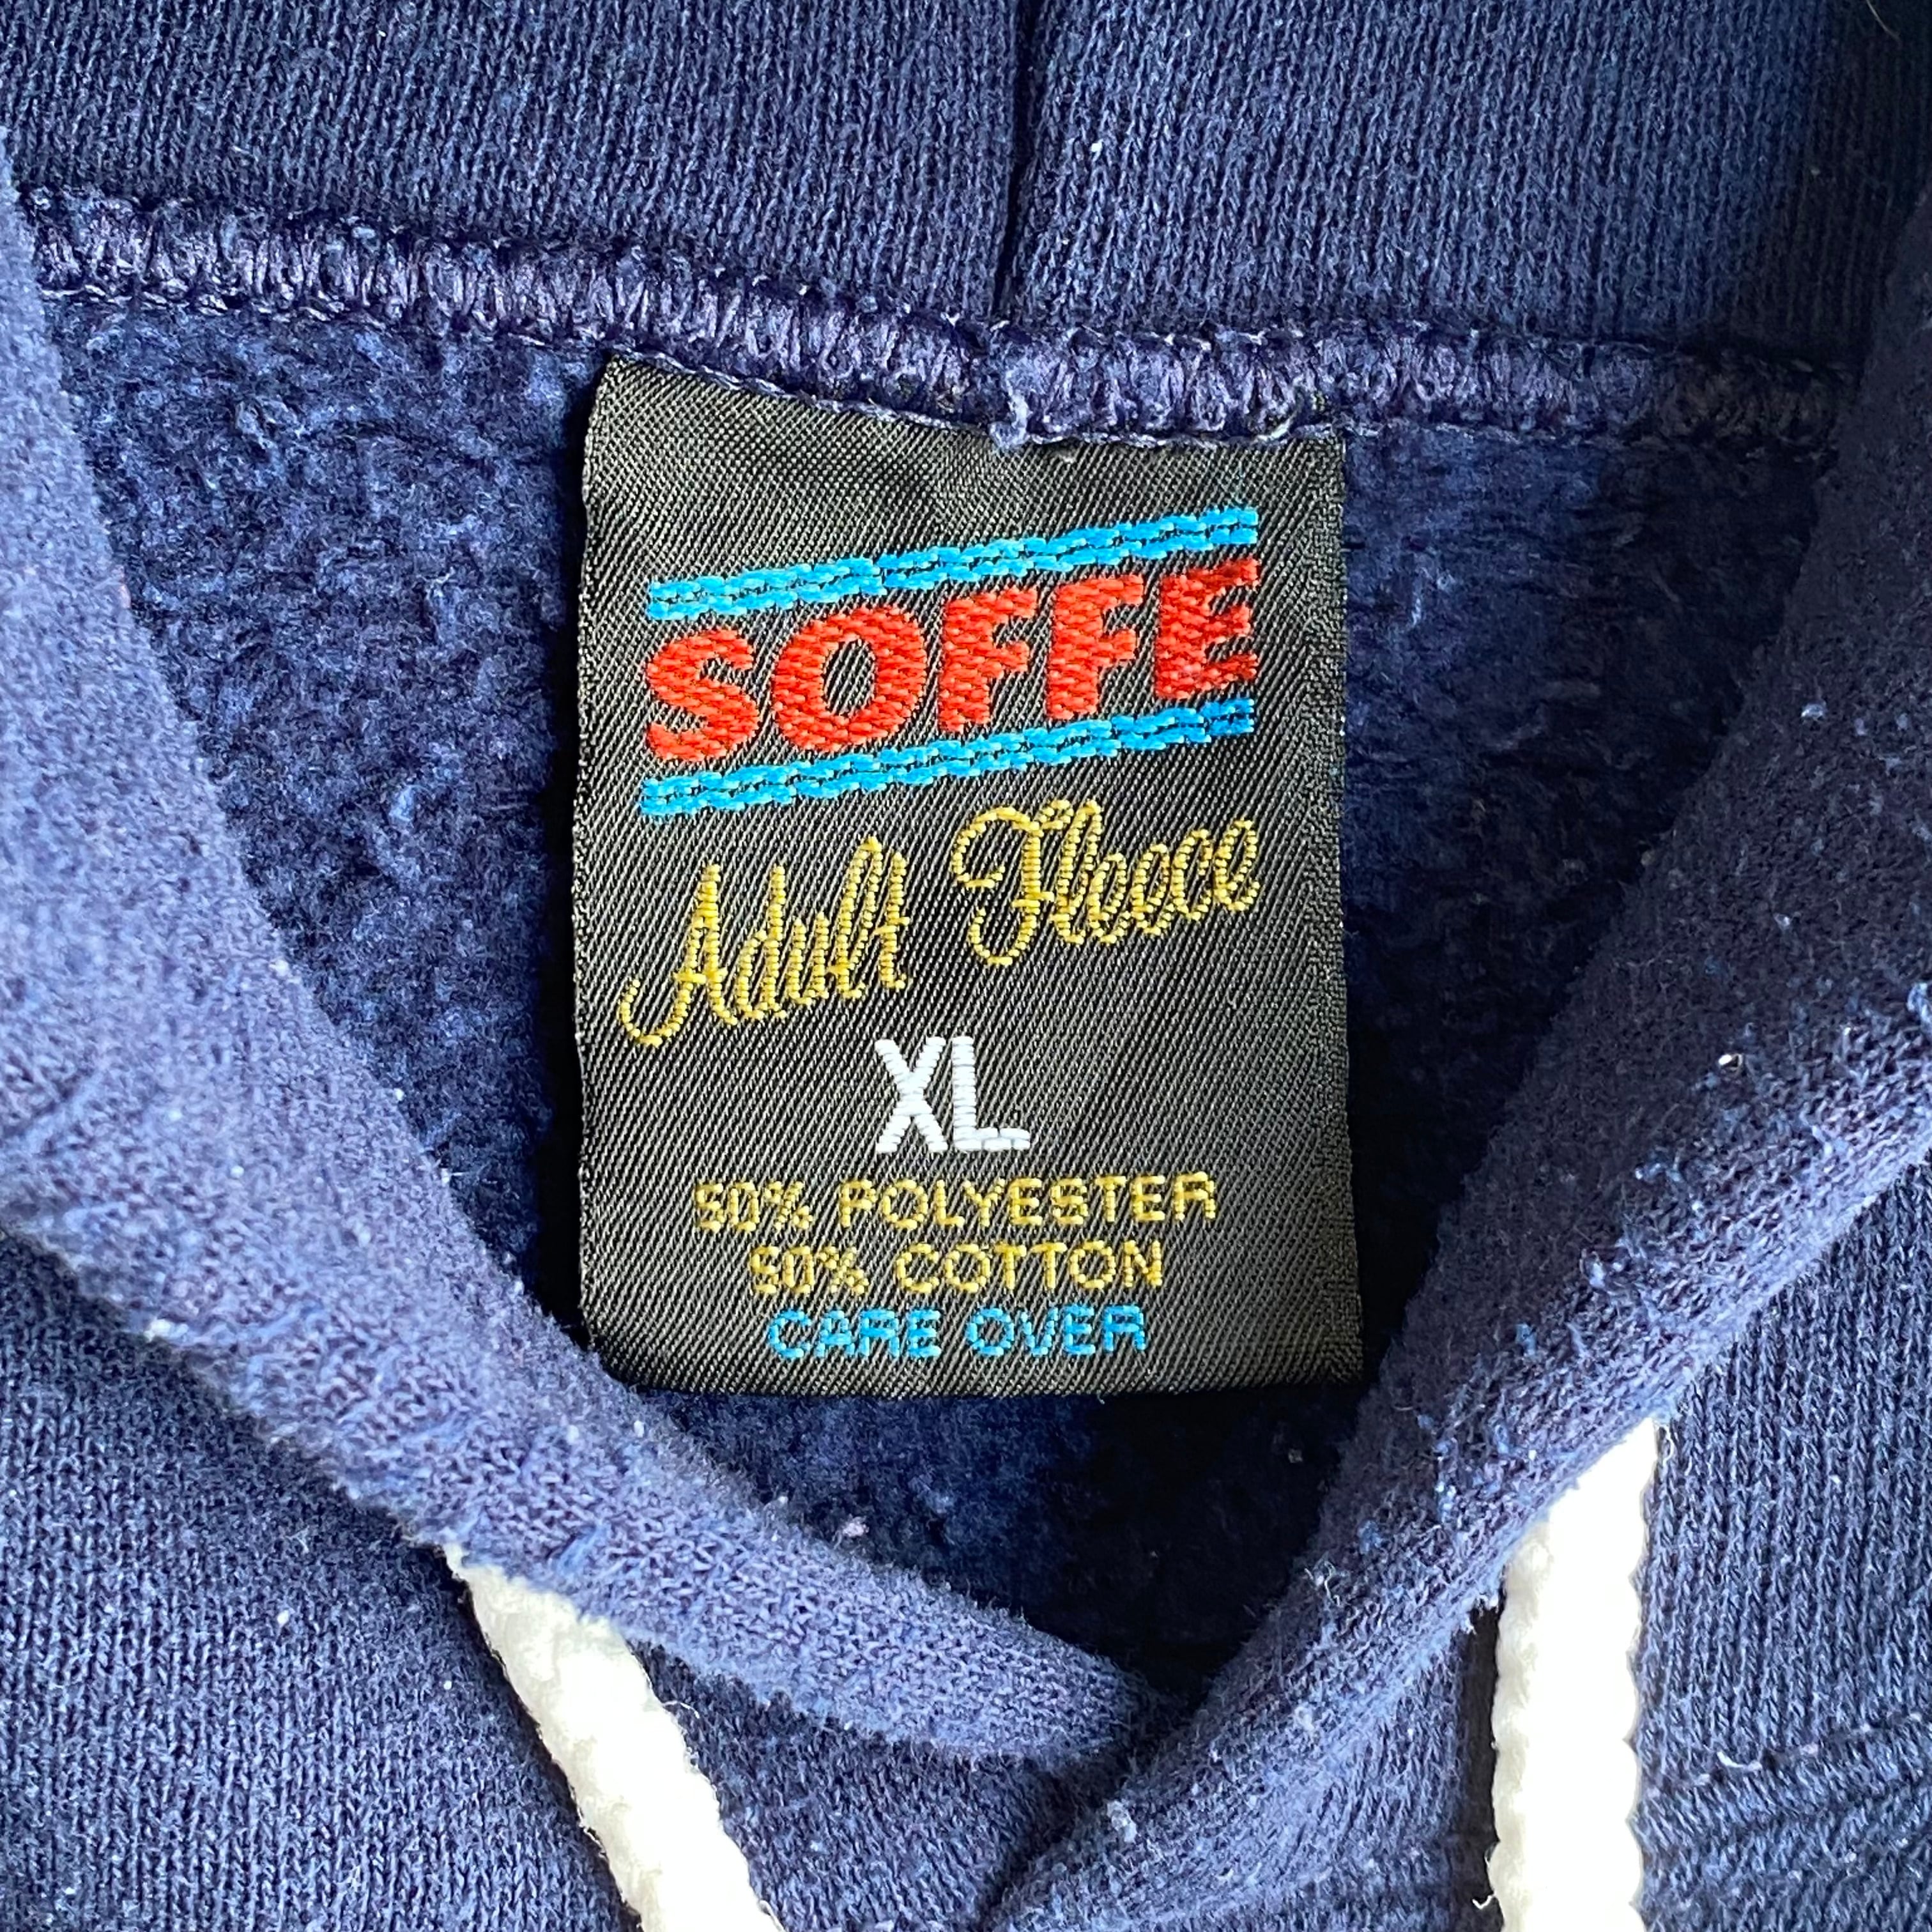 SOFFE
Adult Fleece
XL
50% POLYESTER
50% COTTON
CARE OVER